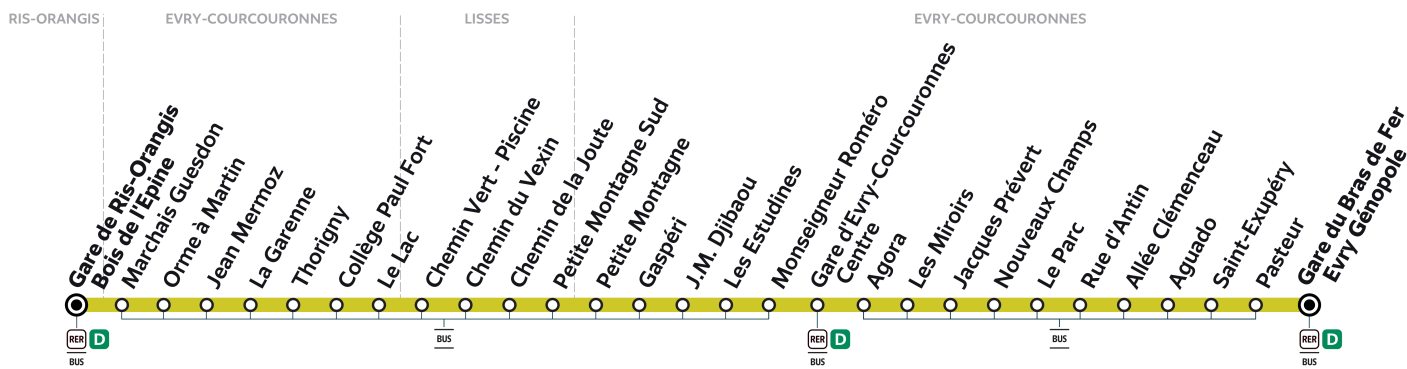 RIS-ORANGIS
EVRY-COURCOURONNES
LISSES
EVRY-COURCOURONNES
Gare de Ris-Orangis
Bois de l'Epine
Marchais Guesdon
Orme à Martin
Jean Mermoz
La Garenne
Thorigny
Collège Paul Fort
Le Lac
Chemin Vert - Piscine
Chemin du Vexin
Chemin de la Joute
Petite Montagne Sud
Petite Montagne
Gaspéri
J.M. Djibaou
Les Estudines
Monseigneur Roméro
Gare d'Evry-Courcouronnes
Centre
Agora
Les Miroirs
Jacques Prévert
Nouveaux Champs
Le Parc
Rue d'Antin
Allée Clémenceau
Aguado
Saint-Exupéry
Pasteur
Gare du Bras de Fer
Evry Génopole
RER D
BUS
BUS
RER D
BUS
BUS
RER D
BUS